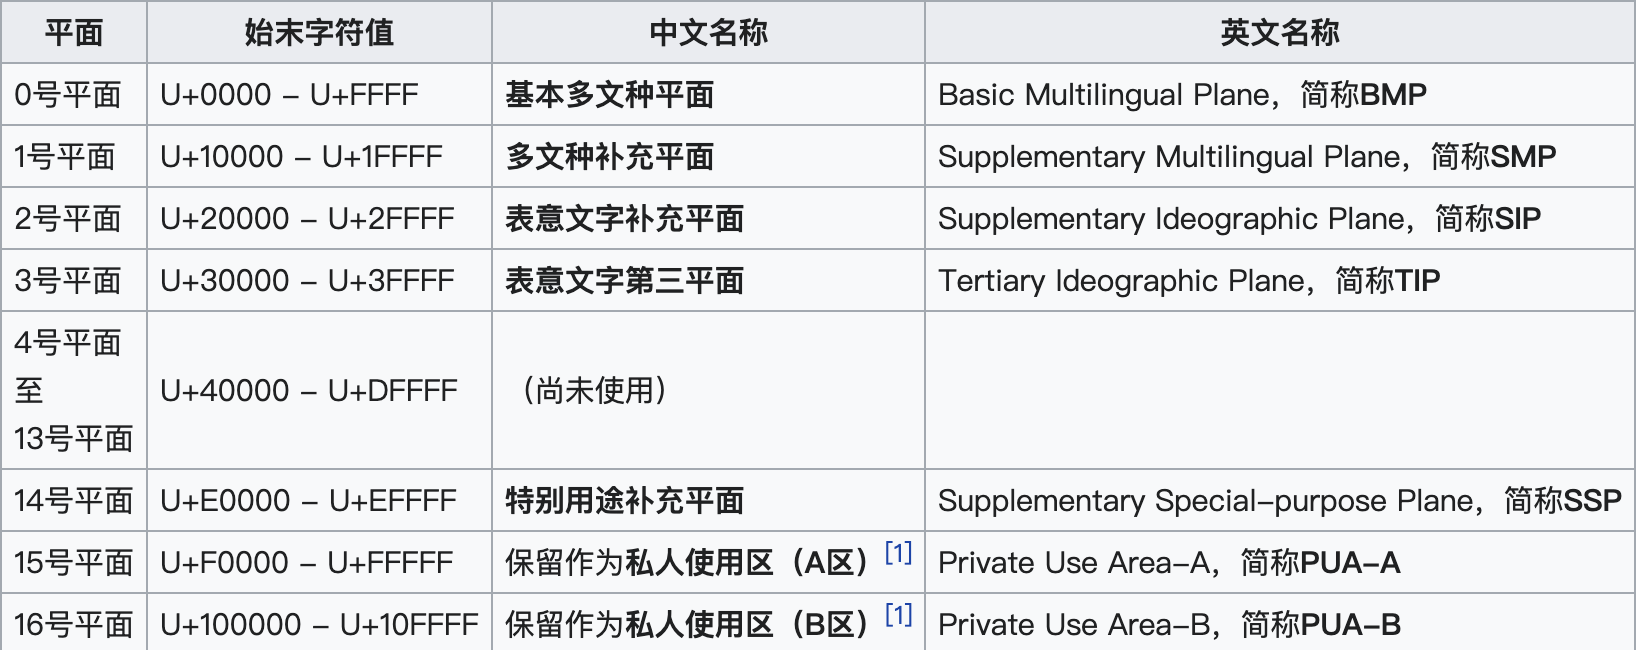 平面 始末字符值 中文名称 英文名称
0号平面 U+0000 – U+FFFF 基本多文种平面 Basic Multilingual Plane，简称BMP
1号平面 U+10000 – U+1FFFF 多文种补充平面 Supplementary Multilingual Plane，简称SMP
2号平面 U+20000 – U+2FFFF 表意文字补充平面 Supplementary Ideographic Plane，简称SIP
3号平面 U+30000 – U+3FFFF 表意文字第三平面 Tertiary Ideographic Plane，简称TIP
4号平面
至
13号平面 U+40000 – U+DFFFF （尚未使用）
14号平面 U+E0000 – U+EFFFF 特别用途补充平面 Supplementary Special-purpose Plane，简称SSP
15号平面 U+F0000 – U+FFFFF 保留作为私人使用区（A区）[1] Private Use Area-A，简称PUA-A
16号平面 U+100000 – U+10FFFF 保留作为私人使用区（B区）[1] Private Use Area-B，简称PUA-B